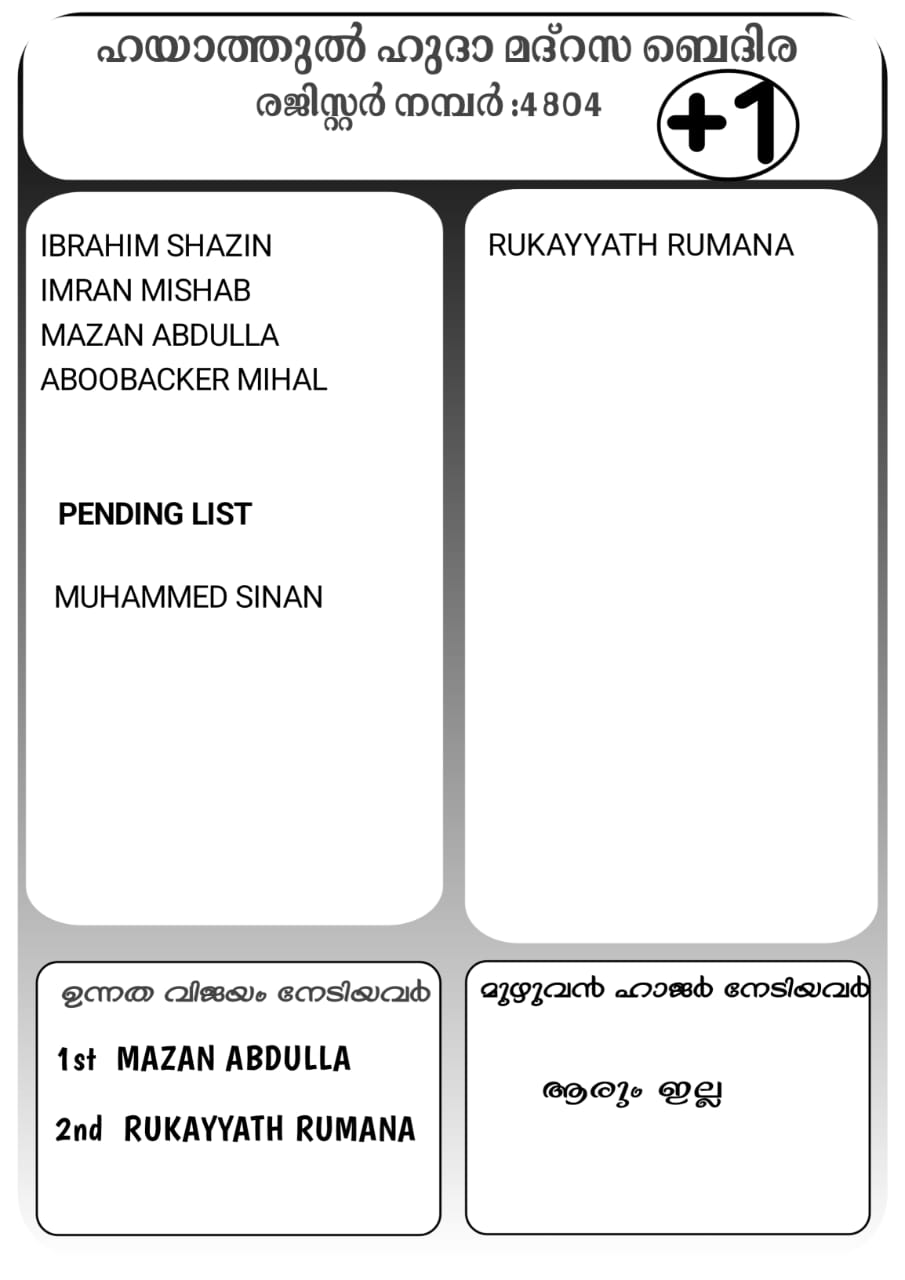 ഹയാത്തുൽ ഹുദാ മദ്റസ ബെദിര
രജിസ്റ്റർ നമ്പർ :4804
+1
IBRAHIM SHAZIN
IMRAN MISHAB
MAZAN ABDULLA
ABOOBACKER MIHAL
PENDING LIST
MUHAMMED SINAN
RUKAYYATH RUMANA
ഉന്നത വിജയം നേടിയവർ
1st MAZAN ABDULLA
2nd RUKAYYATH RUMANA
മുഴുവൻ ഹാജർ നേടിയവർ
ആരും ഇല്ല